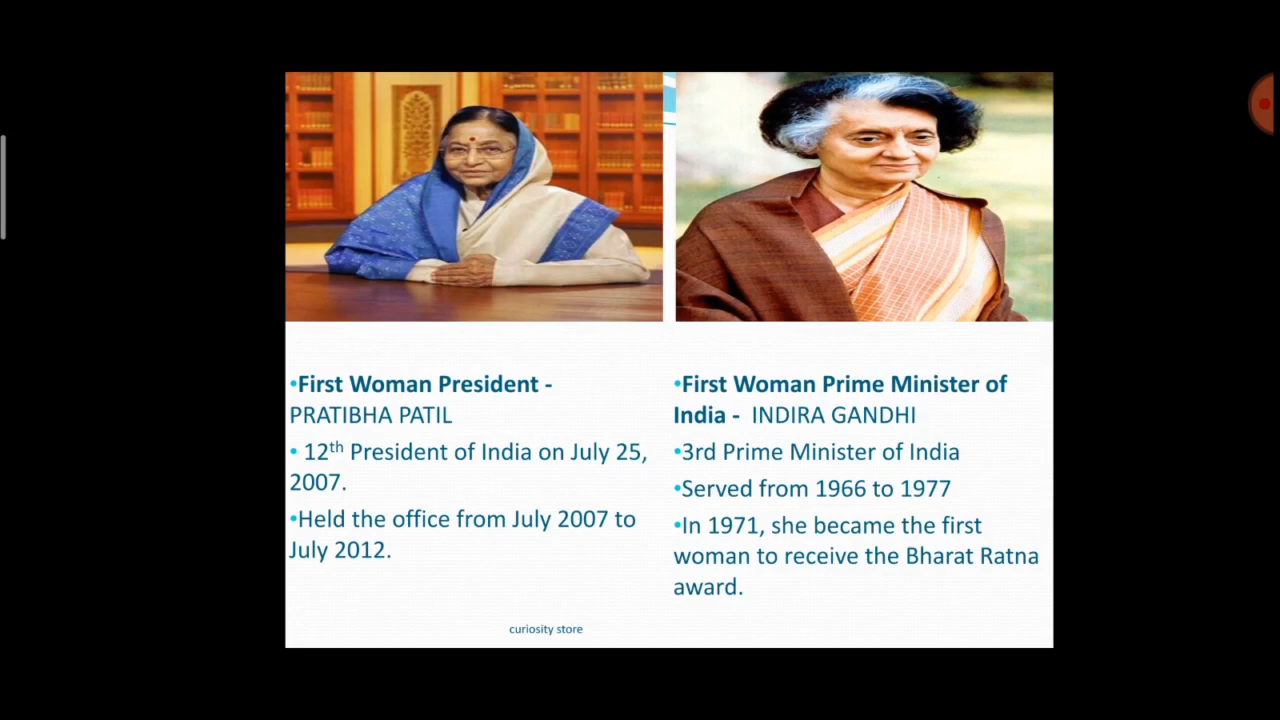 •First Woman President -
PRATIBHA PATIL
• 12th President of India on July 25,
2007.
•Held the office from July 2007 to
July 2012.
•First Woman Prime Minister of
India - INDIRA GANDHI
•3rd Prime Minister of India
•Served from 1966 to 1977
•In 1971, she became the first
woman to receive the Bharat Ratna
award.
curiosity store